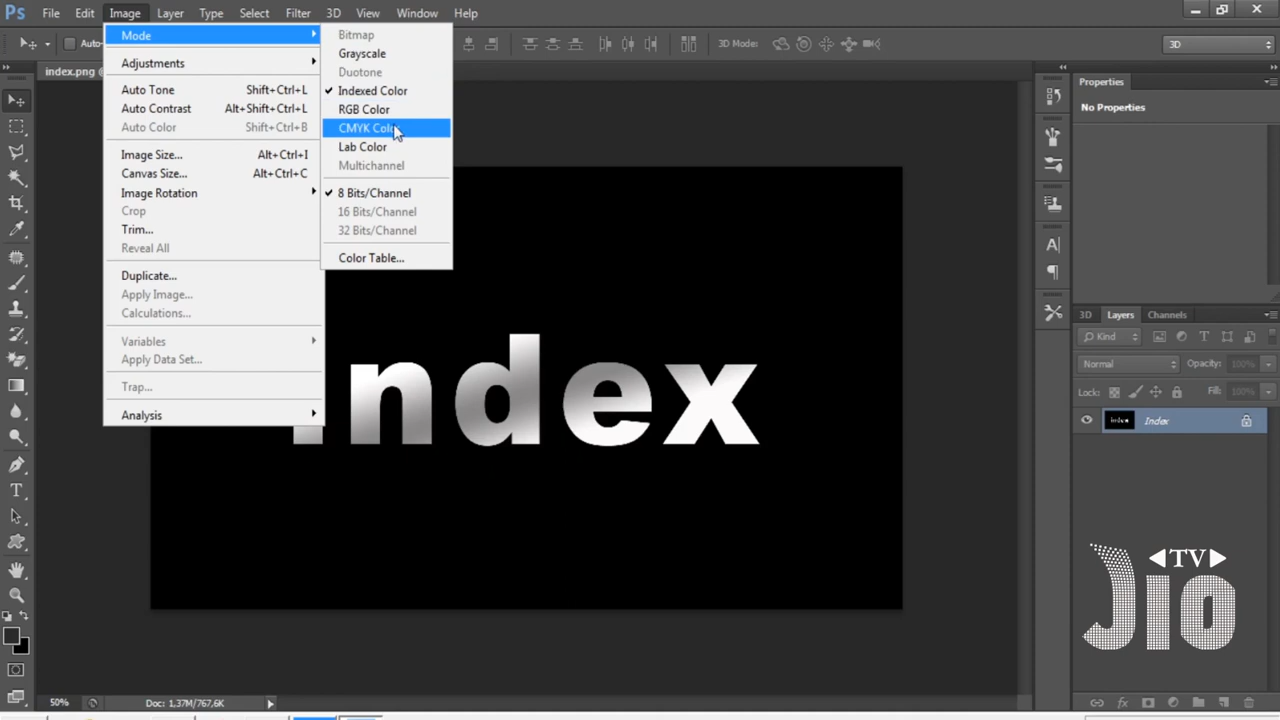 Ps File Edit Image Layer Type Select Filter 3D View Window Help
Auto-
3D Mode:
3D
index.png @
Mode
Adjustments
Auto Tone Shift+Ctrl+L
Auto Contrast Alt+Shift+Ctrl+L
Auto Color Shift+Ctrl+B
Image Size... Alt+Ctrl+I
Canvas Size... Alt+Ctrl+C
Image Rotation
Crop
Trim...
Reveal All
Duplicate...
Apply Image...
Calculations...
Variables
Apply Data Set...
Trap...
Analysis
Bitmap
Grayscale
Duotone
Indexed Color
RGB Color
CMYK Color
Lab Color
Multichannel
8 Bits/Channel
16 Bits/Channel
32 Bits/Channel
Color Table...
Index
Properties
No Properties
3D Layers Channels
Kind
Normal Opacity: 100%
Lock: Fill: 100%
Index
TV
Jio
50% Doc: 1,37M/767,6K